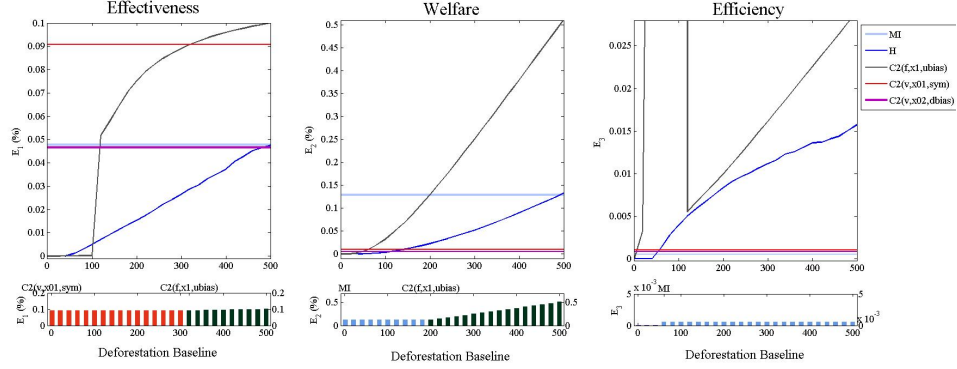 Effectiveness
Welfare
Efficiency
0.1
0.09
0.08
0.07
0.06
0.05
0.04
0.03
0.02
0.01
0
E1 (%)
0 100 200 300 400 500
0.5
0.45
0.4
0.35
0.3
0.25
0.2
0.15
0.1
0.05
0
E2 (%)
0 100 200 300 400 500
0.025
0.02
0.015
0.01
0.005
0
E3
0 100 200 300 400 500
MI
H
C2(f,x1,ubias)
C2(v,x01,sym)
C2(v,x02,dbias)
C2(v,x01,sym) C2(f,x1,ubias)
0.2
0.1
0
E1 (%)
0.2
0.1
0
0 100 200 300 400 500
Deforestation Baseline
MI C2(f,x1,ubias)
0.5
0
E2 (%)
0.5
0
0 100 200 300 400 500
Deforestation Baseline
x 10⁻³ MI
5
0
E3
x 10⁻³
5
0
0 100 200 300 400 500
Deforestation Baseline